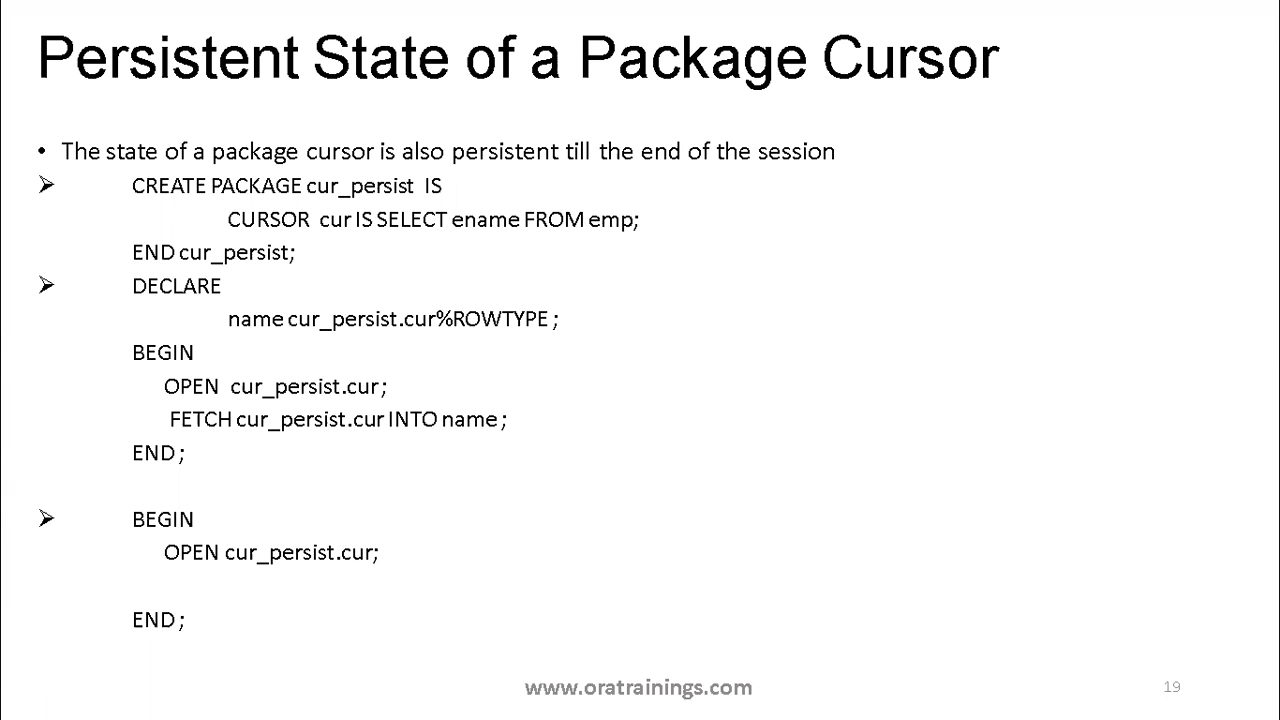 Persistent State of a Package Cursor
• The state of a package cursor is also persistent till the end of the session
➢ CREATE PACKAGE cur_persist IS
CURSOR cur IS SELECT ename FROM emp;
END cur_persist;
➢ DECLARE
name cur_persist.cur%ROWTYPE ;
BEGIN
OPEN cur_persist.cur;
FETCH cur_persist.cur INTO name ;
END ;
➢ BEGIN
OPEN cur_persist.cur;
END ;
www.oratrainings.com 19